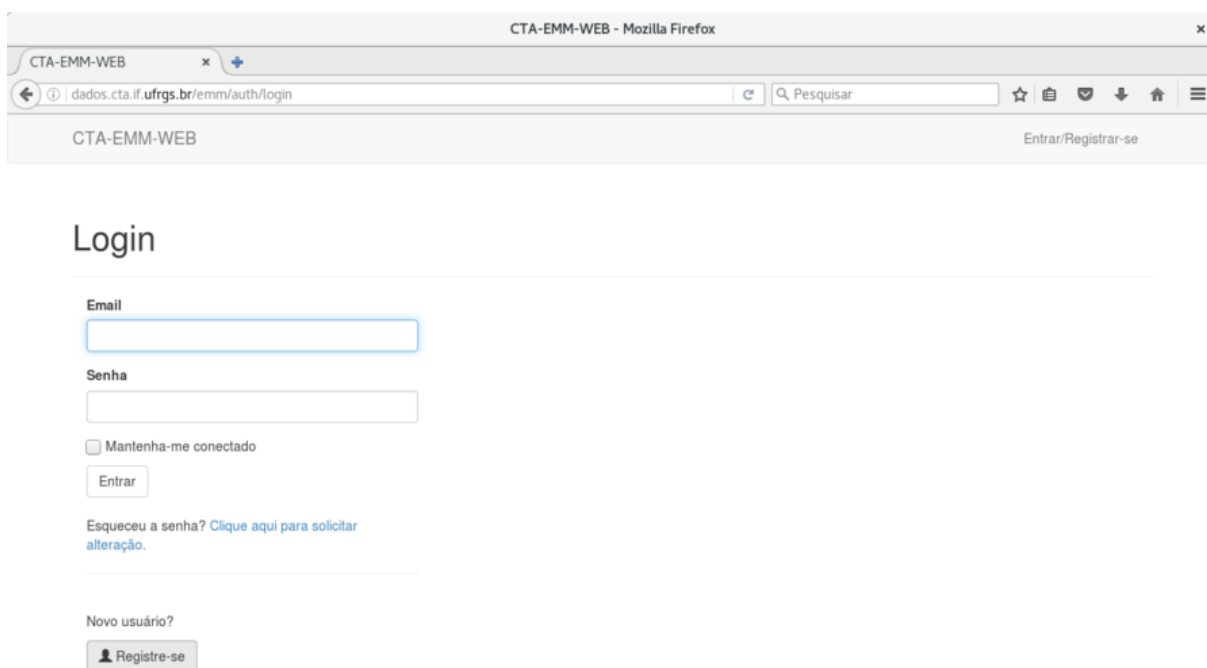 CTA-EMM-WEB - Mozilla Firefox
CTA-EMM-WEB
dados.cta.if.ufrgs.br/emm/auth/login
Pesquisar
CTA-EMM-WEB
Entrar/Registrar-se
Login
Email
Senha
Mantenha-me conectado
Entrar
Esqueceu a senha? Clique aqui para solicitar
alteração.
Novo usuário?
Registre-se